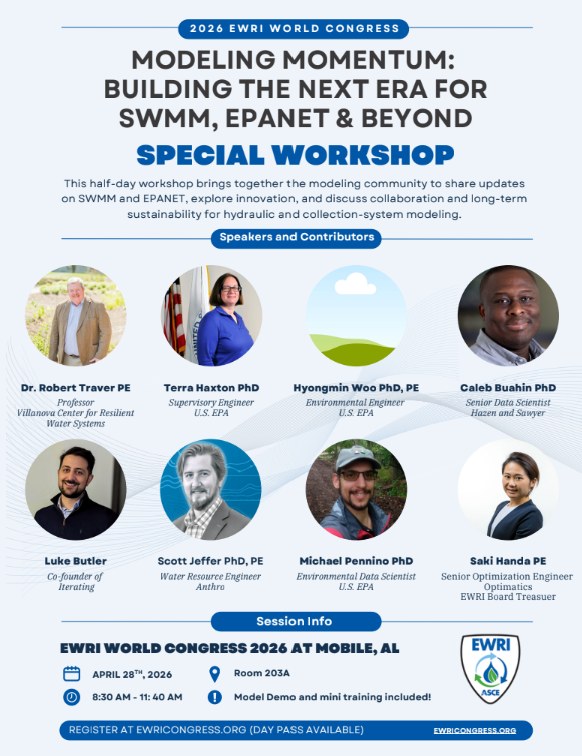 2026 EWRI WORLD CONGRESS
MODELING MOMENTUM:
BUILDING THE NEXT ERA FOR
SWMM, EPANET & BEYOND
SPECIAL WORKSHOP
This half-day workshop brings together the modeling community to share updates
on SWMM and EPANET, explore innovation, and discuss collaboration and long-term
sustainability for hydraulic and collection-system modeling.
Speakers and Contributors
Dr. Robert Traver PE
Professor
Villanova Center for Resilient
Water Systems
Terra Haxton PhD
Supervisory Engineer
U.S. EPA
Hyongmin Woo PhD, PE
Environmental Engineer
U.S. EPA
Caleb Buahin PhD
Senior Data Scientist
Hazen and Sawyer
Luke Butler
Co-founder of
Iterating
Scott Jeffer PhD, PE
Water Resource Engineer
Anthro
Michael Pennino PhD
Environmental Data Scientist
U.S. EPA
Saki Handa PE
Senior Optimization Engineer
Optimatics
EWRI Board Treasuer
Session Info
EWRI WORLD CONGRESS 2026 AT MOBILE, AL
APRIL 28TH, 2026
Room 203A
8:30 AM - 11: 40 AM
Model Demo and mini training included!
EWRI
ASCE
REGISTER AT EWRICONGRESS.ORG (DAY PASS AVAILABLE)
EWRICONGRESS.ORG